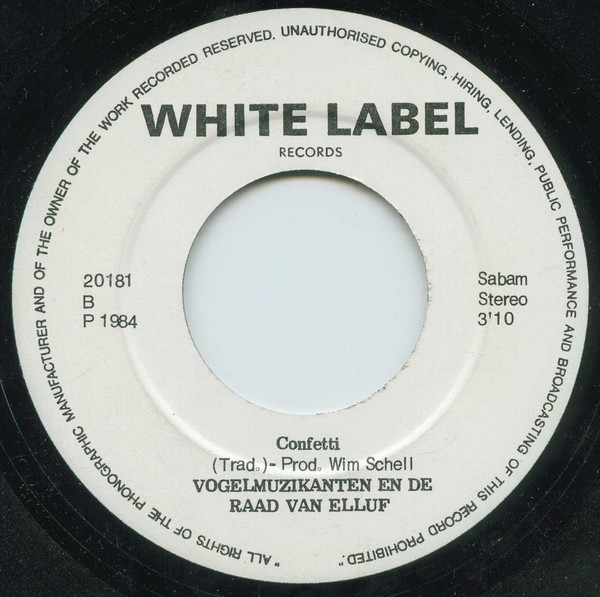 "ALL RIGHTS OF THE PHONOGRAPHIC MANUFACTURER AND OF THE OWNER OF THE WORK RECORDED RESERVED. UNAUTHORISED COPYING, HIRING, LENDING, PUBLIC PERFORMANCE AND BROADCASTING OF THIS RECORD PROHIBITED."
WHITE LABEL
RECORDS
20181
B
P 1984
Sabam
Stereo
3'10
Confetti
(Trad.)- Prod. Wim Schell
VOGELMUZIKANTEN EN DE
RAAD VAN ELLUF